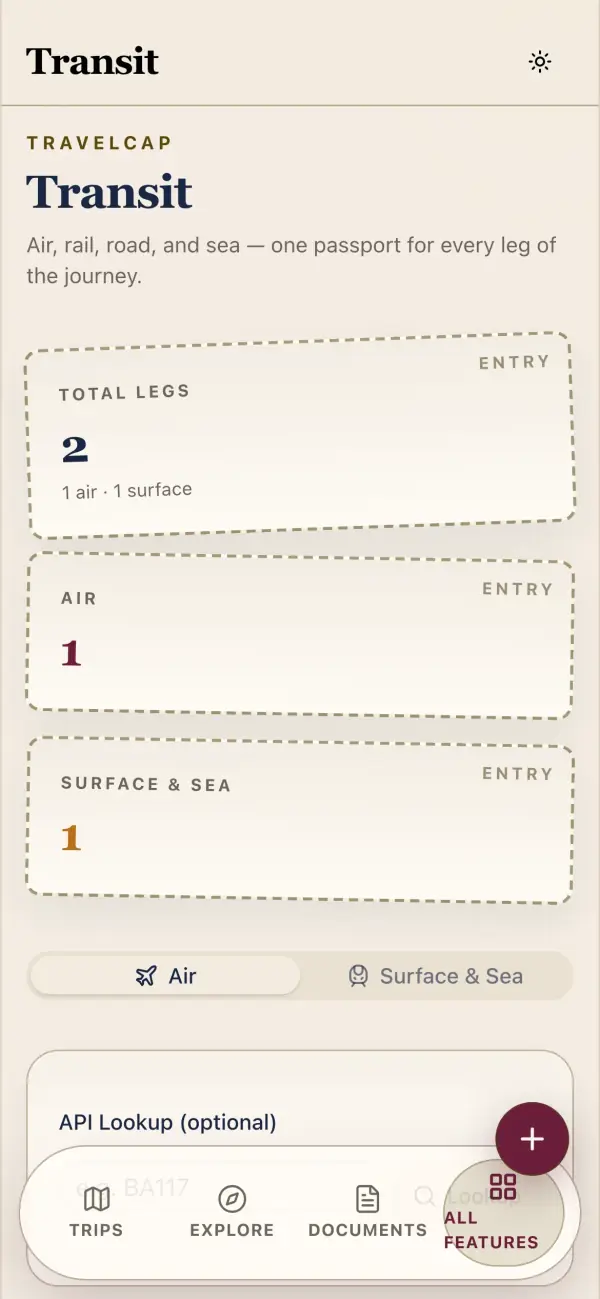 Transit
TRAVELCAP
Transit
Air, rail, road, and sea — one passport for every leg of
the journey.
ENTRY
TOTAL LEGS
2
1 air · 1 surface
ENTRY
AIR
1
ENTRY
SURFACE & SEA
1
Air
Surface & Sea
API Lookup (optional)
e.g. BA117
Lookup
TRIPS
EXPLORE
DOCUMENTS
ALL
FEATURES